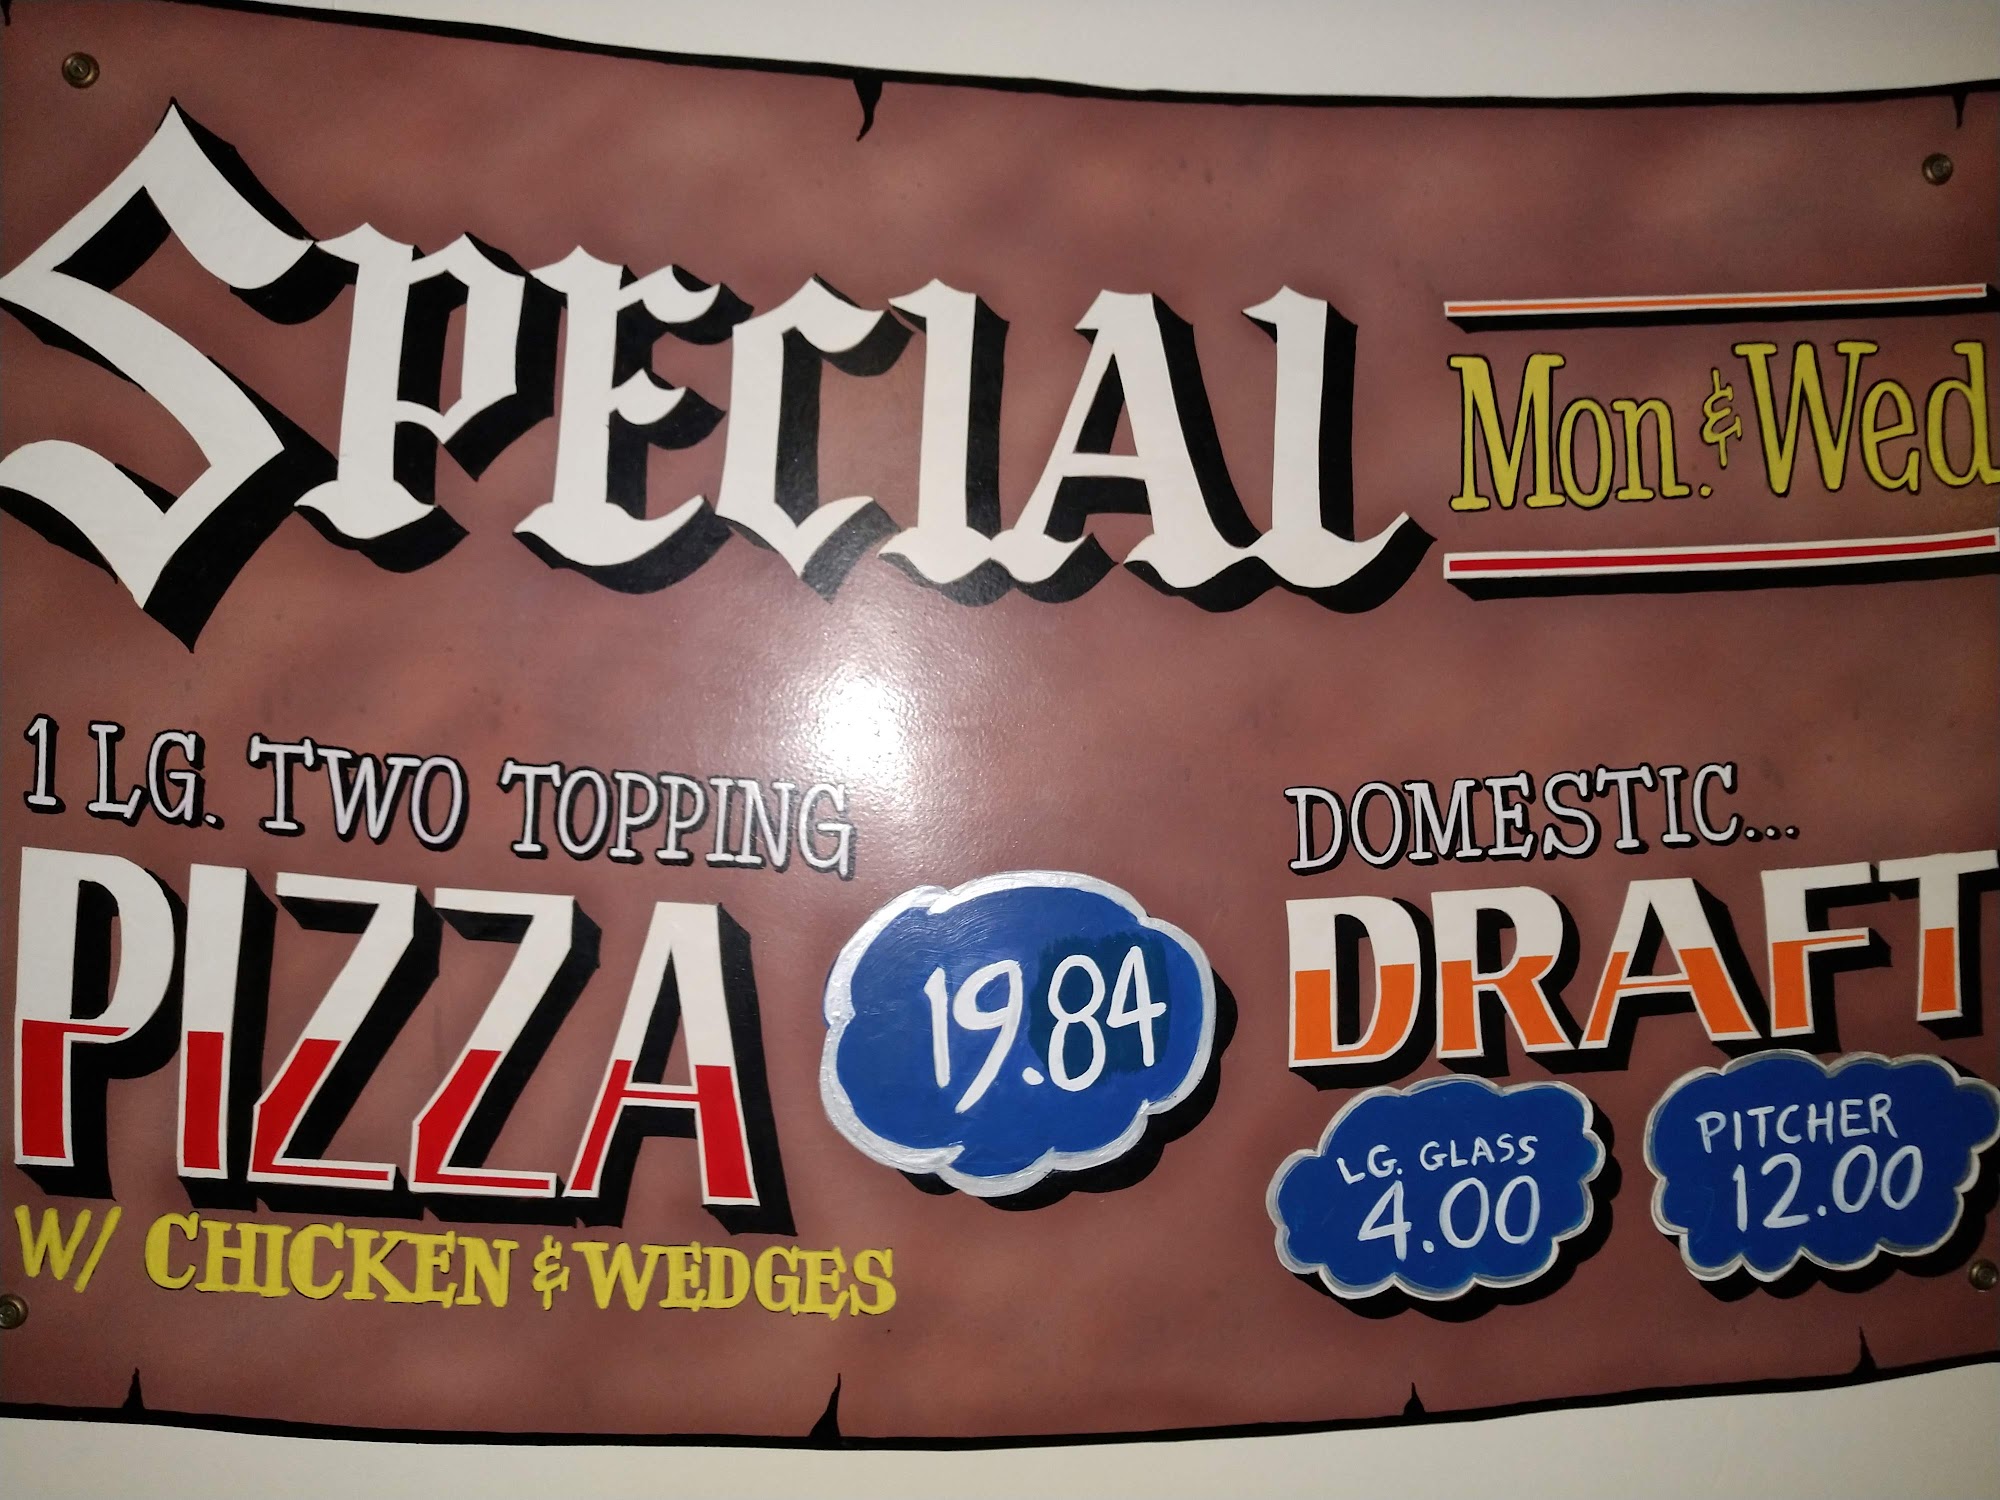 SPECIAL
Mon. & Wed
1 LG. TWO TOPPING
PIZZA
W/ CHICKEN & WEDGES
19.84
DOMESTIC...
DRAFT
LG. GLASS
4.00
PITCHER
12.00